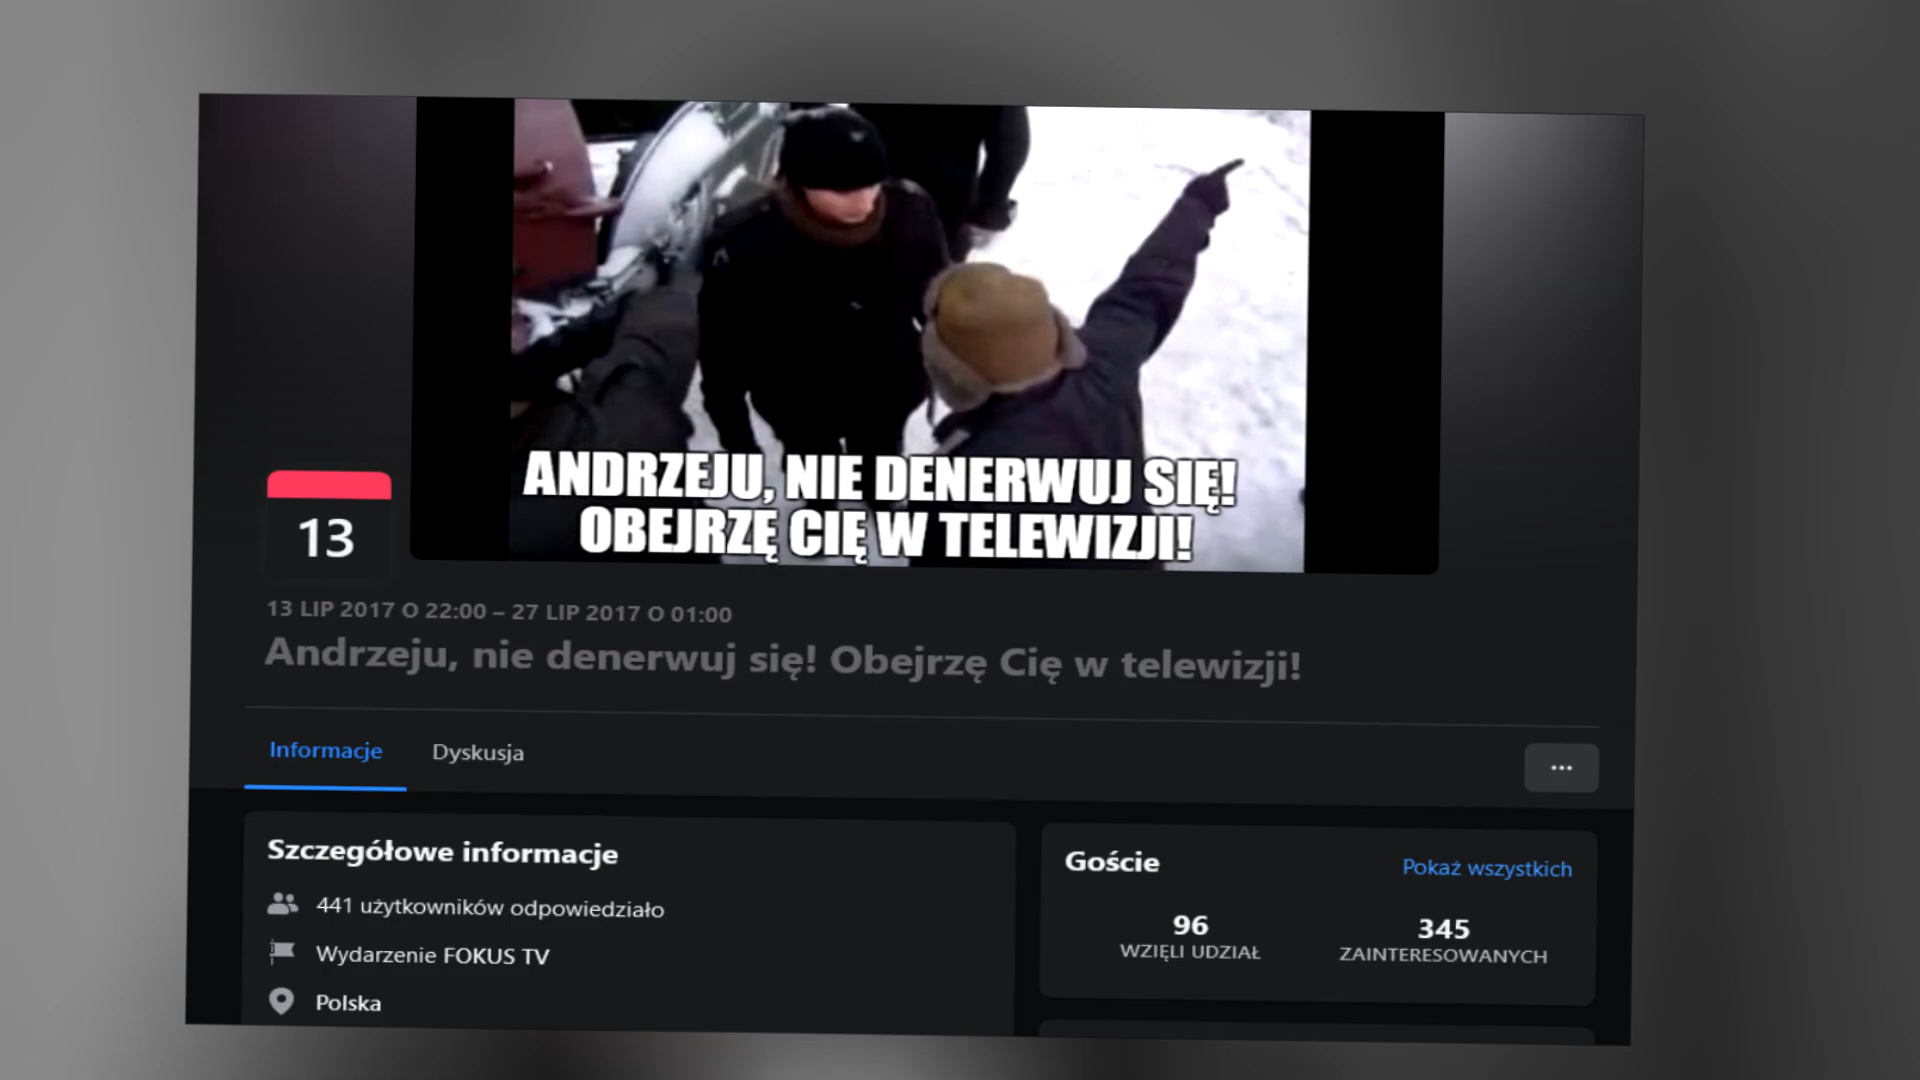 ANDRZEJU, NIE DENERWUJ SIĘ!
OBEJRZĘ CIĘ W TELEWIZJI!
13
13 LIP 2017 O 22:00 – 27 LIP 2017 O 01:00
Andrzeju, nie denerwuj się! Obejrzę Cię w telewizji!
Informacje
Dyskusja
Szczegółowe informacje
441 użytkowników odpowiedziało
Wydarzenie FOKUS TV
Polska
Goście
Pokaż wszystkich
96
WZIĘLI UDZIAŁ
345
ZAINTERESOWANYCH